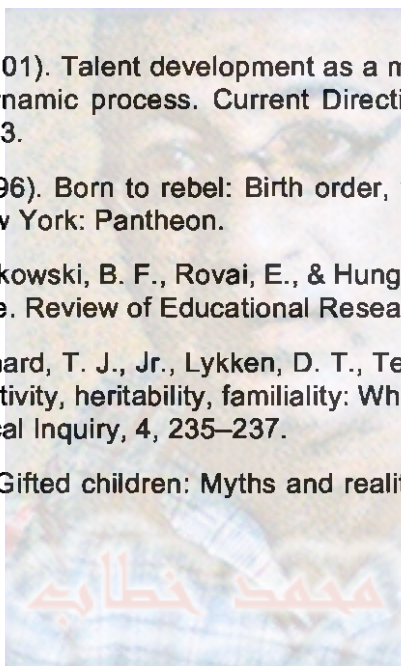 01). Talent development as a m
namic process. Current Directi
3.
96). Born to rebel: Birth order,
v York: Pantheon.
kowski, B. F., Rovai, E., & Hung
e. Review of Educational Resea
ard, T. J., Jr., Lykken, D. T., Te
tivity, heritability, familiality: Wh
cal Inquiry, 4, 235–237.
Gifted children: Myths and realit
محمد خطاب